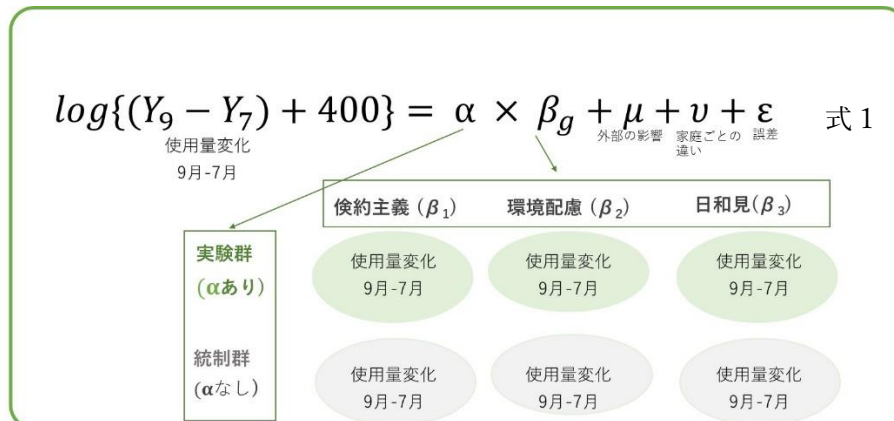 log{(Y₉ − Y₇) + 400} = α × β_g + μ + υ + ε 式1
使用量変化
9月-7月
外部の影響 家庭ごとの違い 誤差
倹約主義 (β₁) 環境配慮 (β₂) 日和見(β₃)
実験群
(αあり)
使用量変化 使用量変化 使用量変化
9月-7月 9月-7月 9月-7月
統制群
(αなし)
使用量変化 使用量変化 使用量変化
9月-7月 9月-7月 9月-7月